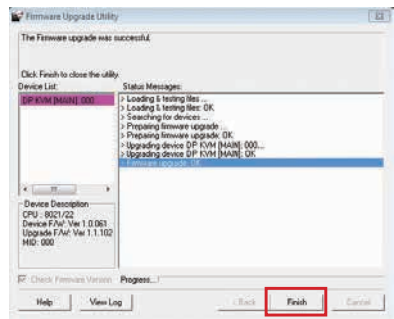 Firmware Upgrade Utility
The Firmware upgrade was successful.
Click Finish to close the utility.
Device List:
Status Messages:
DP KVM [MAIN]: 000
> Loading & testing files ...
> Loading & testing files: OK
> Searching for devices ...
> Preparing firmware upgrade ...
> Preparing firmware upgrade: OK
> Upgrading device DP KVM [MAIN]: 000...
> Upgrading device DP KVM [MAIN]: OK
> Firmware upgrade: OK
Device Description
CPU : 8021/22
Device F/W: Ver 1.0.061
Upgrade F/W: Ver 1.1.102
MID: 000
Check Firmware Version
Progress...!
Help
View Log
< Back
Finish
Cancel